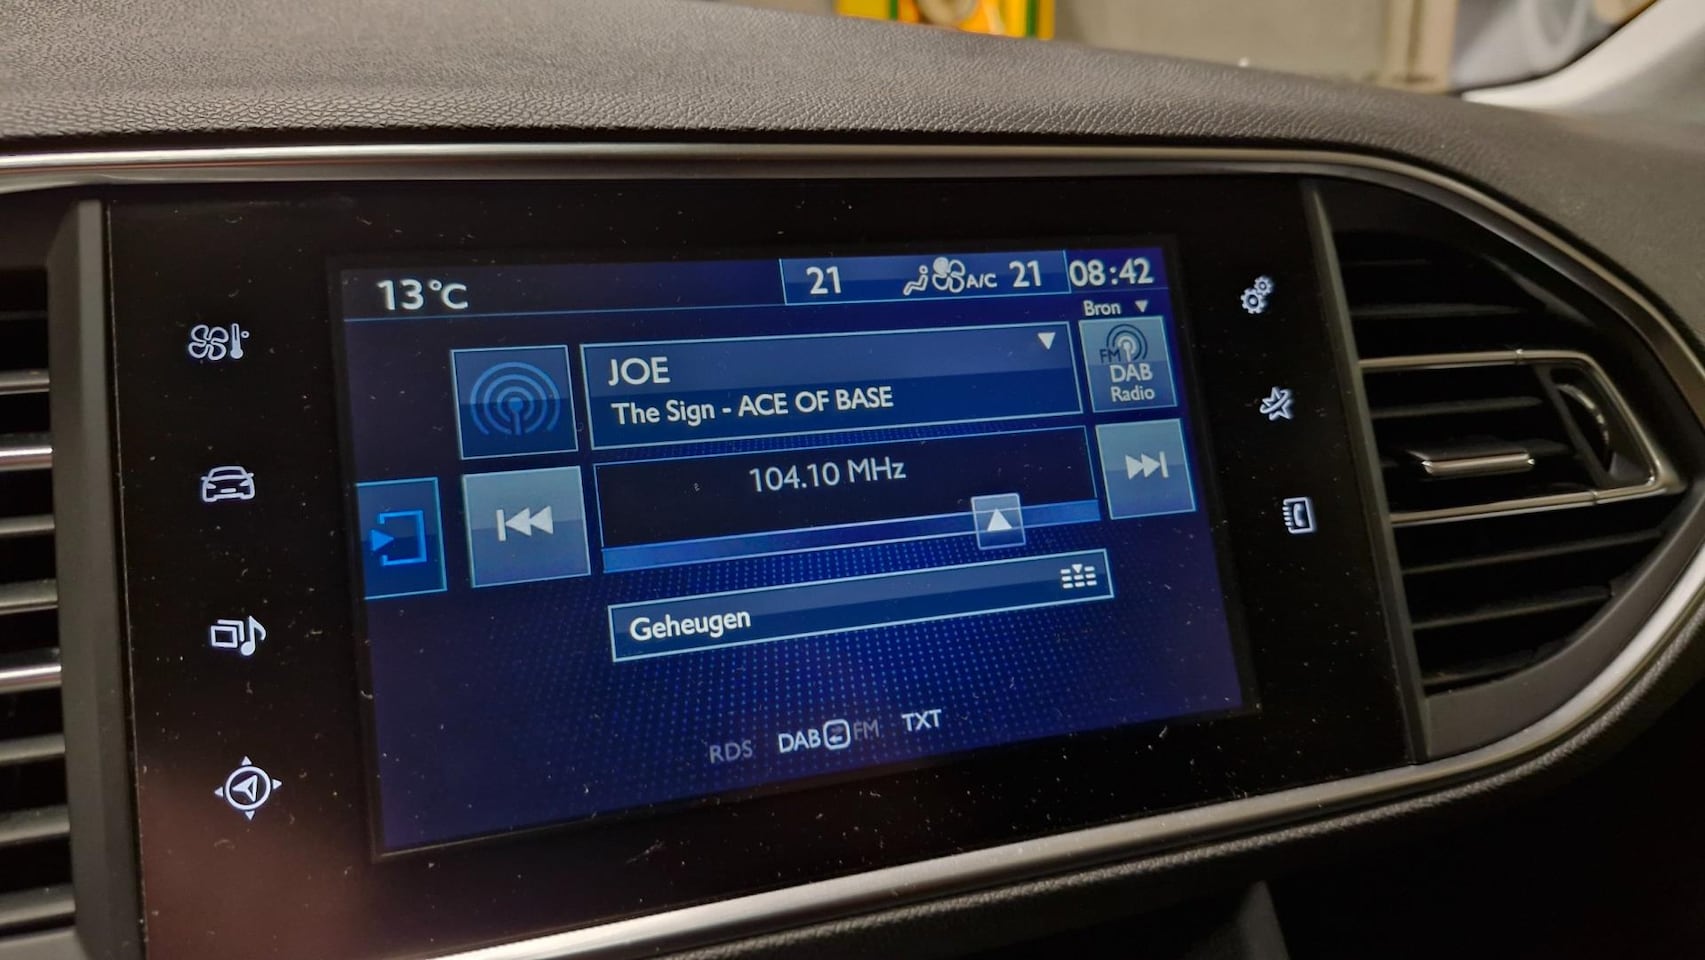 13°C
21
A/C 21
08:42
Bron
JOE
The Sign - ACE OF BASE
FM
DAB
Radio
104.10 MHz
Geheugen
RDS
DAB FM
TXT